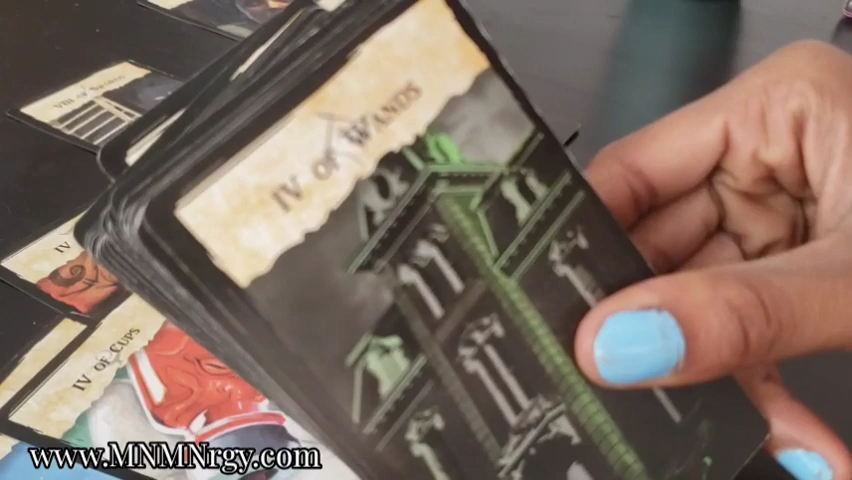 VIII OF SWORDS
IV OF WANDS
IV
IV OF CUPS
www.MNMNrgy.com